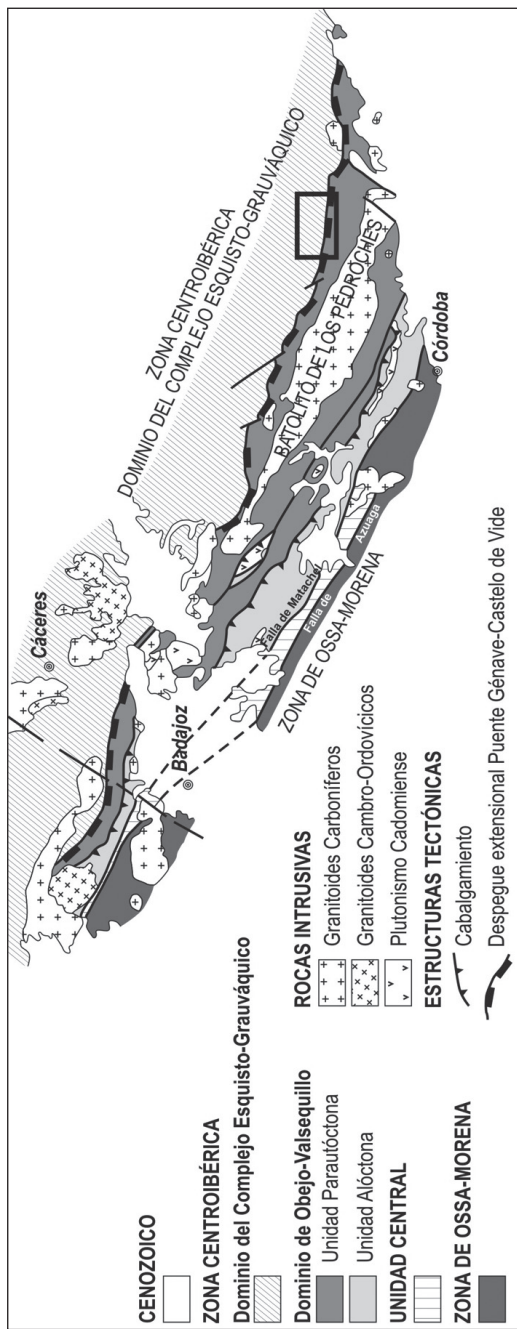 ZONA CENTROIBÉRICA
DOMINIO DEL COMPLEJO ESQUISTO-GRAUVÁQUICO
Cáceres
Badajoz
BATOLITO DE LOS PEDROCHES
Córdoba
Falla de Matachel
Falla de Azuaga
ZONA DE OSSA-MORENA
CENOZOICO
ZONA CENTROIBÉRICA
Dominio del Complejo Esquisto-Grauváquico
Dominio de Obejo-Valsequillo
Unidad Parautóctona
Unidad Alóctona
UNIDAD CENTRAL
ZONA DE OSSA-MORENA
ROCAS INTRUSIVAS
Granitoides Carboníferos
Granitoides Cambro-Ordovícicos
Plutonismo Cadomiense
ESTRUCTURAS TECTÓNICAS
Cabalgamiento
Despegue extensional Puente Génave-Castelo de Vide